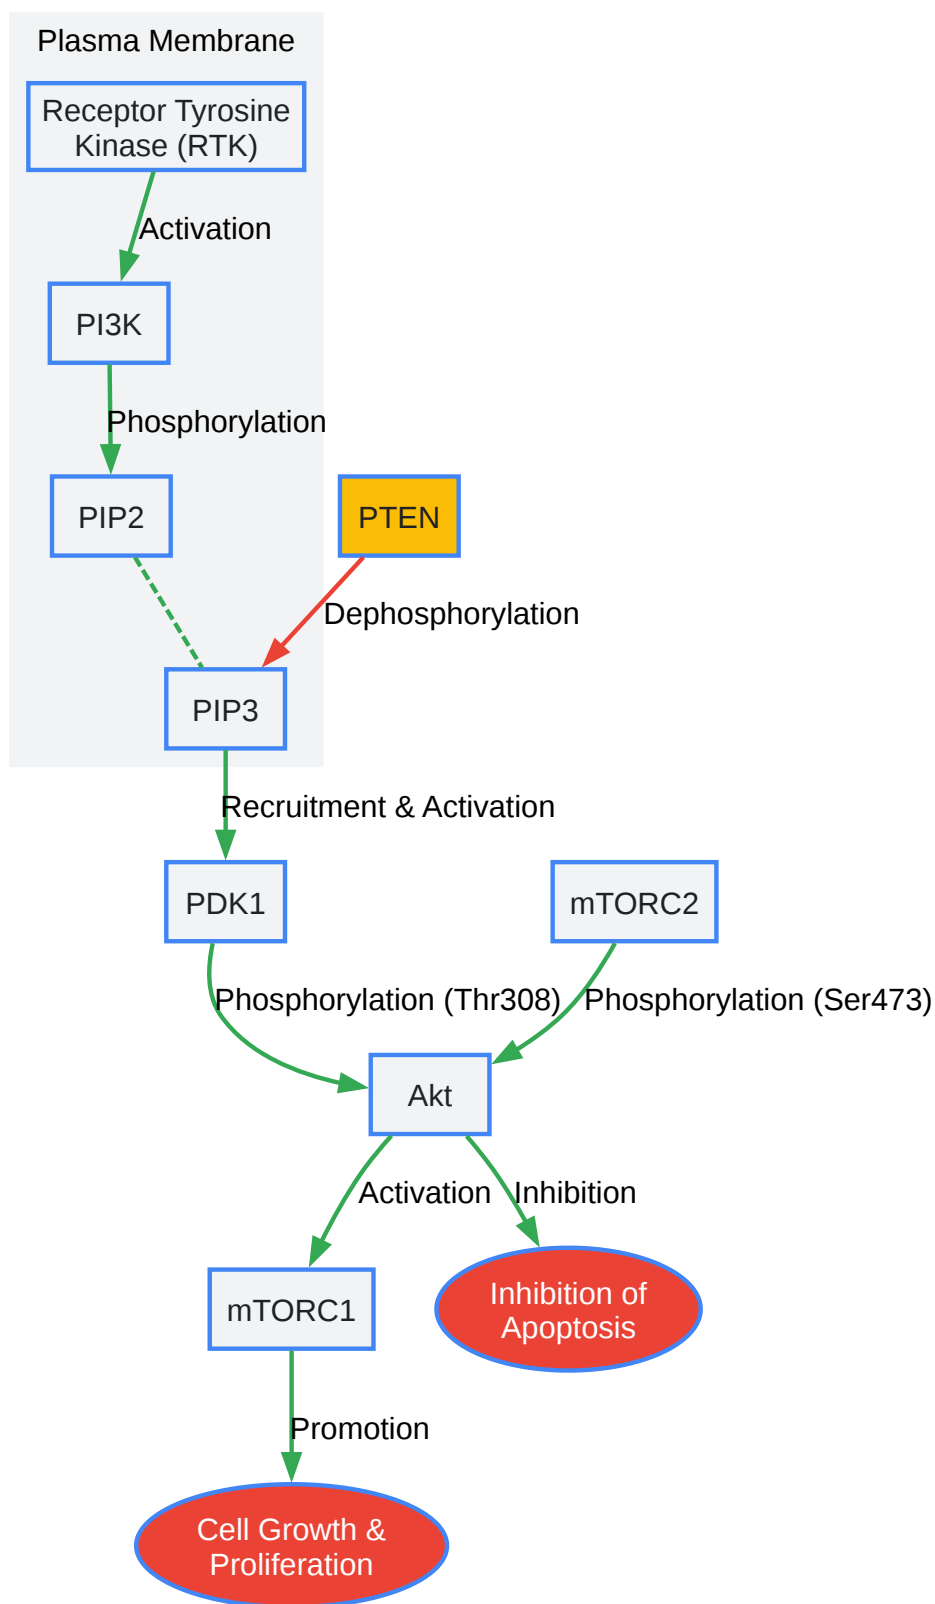 Plasma Membrane
Receptor Tyrosine
Kinase (RTK)
Activation
PI3K
Phosphorylation
PIP2
PTEN
Dephosphorylation
PIP3
Recruitment & Activation
PDK1
mTORC2
Phosphorylation (Thr308)
Phosphorylation (Ser473)
Akt
Activation
Inhibition
mTORC1
Inhibition of
Apoptosis
Promotion
Cell Growth &
Proliferation